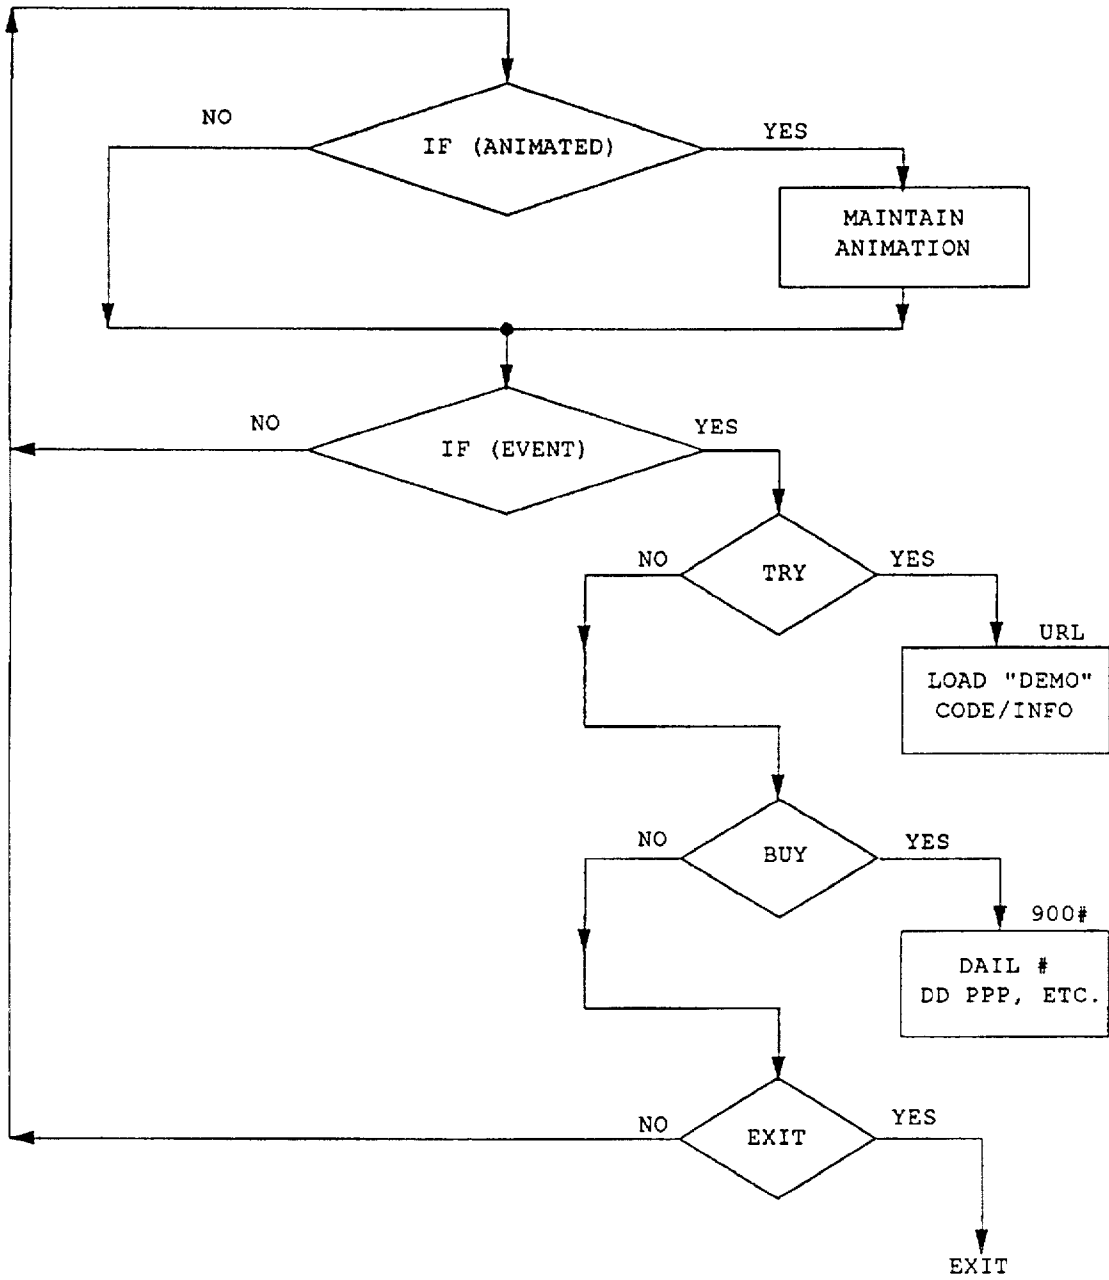 NO
YES
IF (ANIMATED)
MAINTAIN
ANIMATION
NO
YES
IF (EVENT)
NO
YES
TRY
URL
LOAD "DEMO"
CODE/INFO
NO
YES
BUY
900#
DAIL #
DD PPP, ETC.
NO
YES
EXIT
EXIT